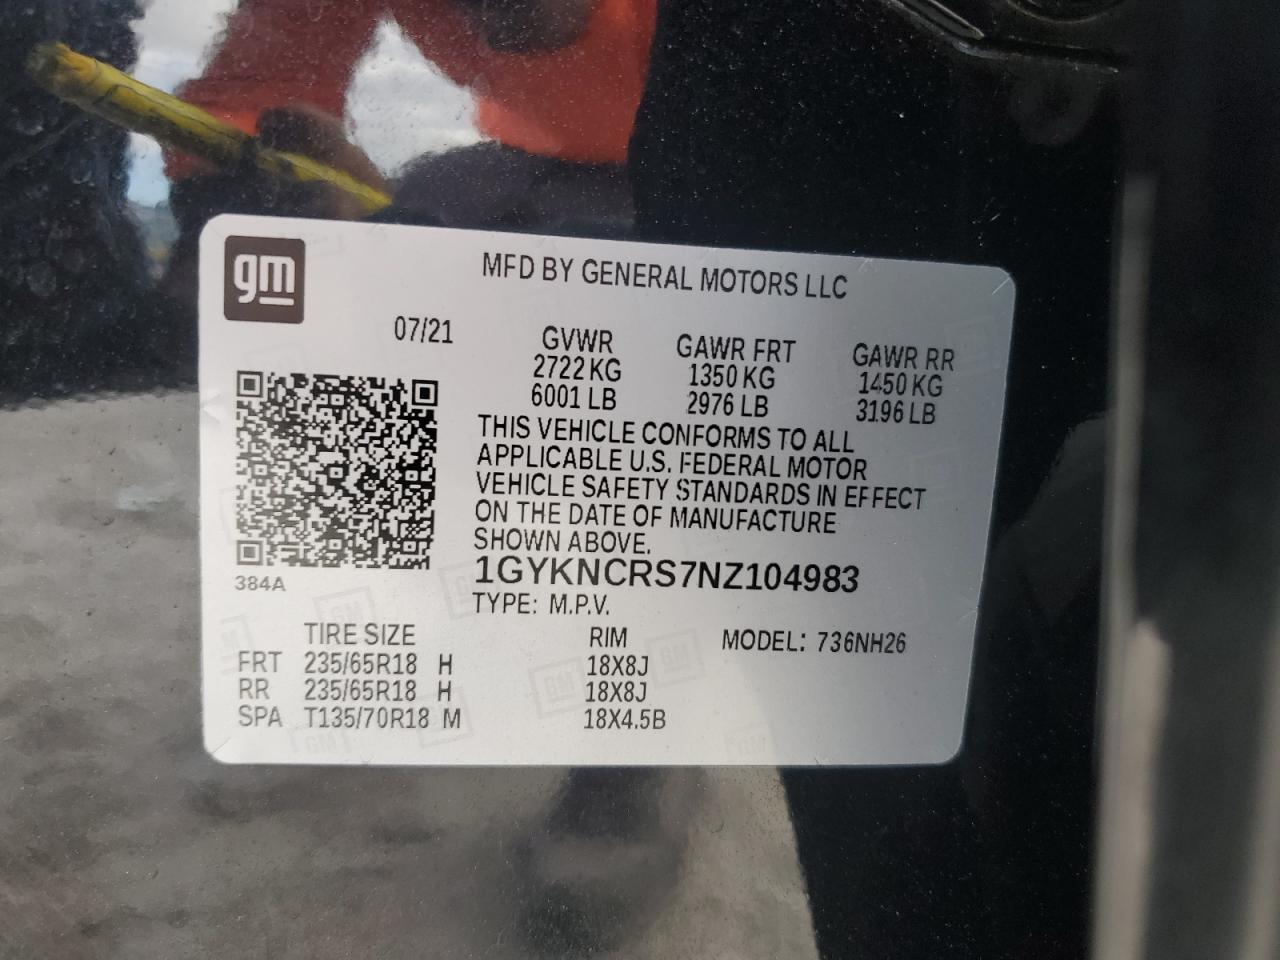 gm
MFD BY GENERAL MOTORS LLC
07/21
GVWR GAWR FRT GAWR RR
2722 KG 1350 KG 1450 KG
6001 LB 2976 LB 3196 LB
THIS VEHICLE CONFORMS TO ALL
APPLICABLE U.S. FEDERAL MOTOR
VEHICLE SAFETY STANDARDS IN EFFECT
ON THE DATE OF MANUFACTURE
SHOWN ABOVE.
384A
1GYKNCRS7NZ104983
TYPE: M.P.V.
TIRE SIZE RIM MODEL: 736NH26
FRT 235/65R18 H 18X8J
RR 235/65R18 H 18X8J
SPA T135/70R18 M 18X4.5B